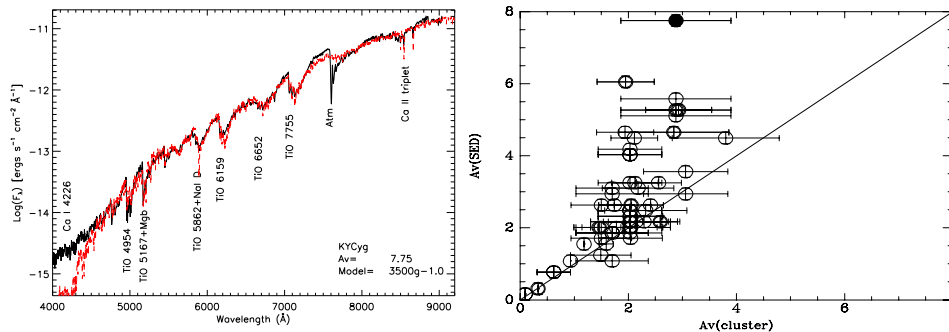 -11
-12
-13
-14
-15
Log(Fλ) [ergs s⁻¹ cm⁻² Å⁻¹]
Ca I 4226
TiO 4954
TiO 5167+Mgb
TiO 5862+NaI D
TiO 6159
TiO 6652
TiO 7755
Atm
Ca II triplet
KYCyg
Av= 7.75
Model= 3500g-1.0
4000 5000 6000 7000 8000 9000
Wavelength (Å)
8
6
4
2
0
Av(SED)
0 2 4 6
Av(cluster)